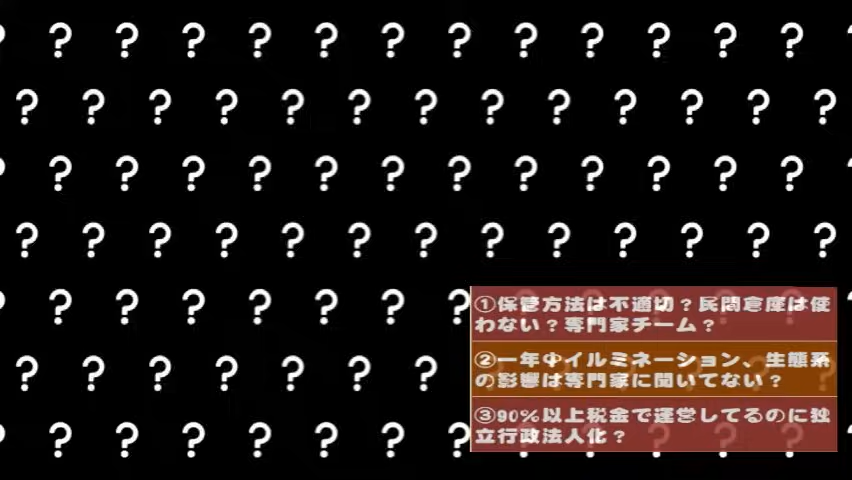 ? ? ? ? ? ? ? ? ? ? ? ?
? ? ? ? ? ? ? ? ? ? ? ? ?
? ? ? ? ? ? ? ? ? ? ? ?
? ? ? ? ? ? ? ? ? ? ? ? ?
? ? ? ? ? ? ?
? ? ? ? ? ? ?
? ? ? ? ? ? ?
①保管方法は不適切？民間倉庫は使
わない？専門家チーム？
②一年中イルミネーション、生態系
の影響は専門家に聞いてない？
③90%以上税金で運営してるのに独
立行政法人化？